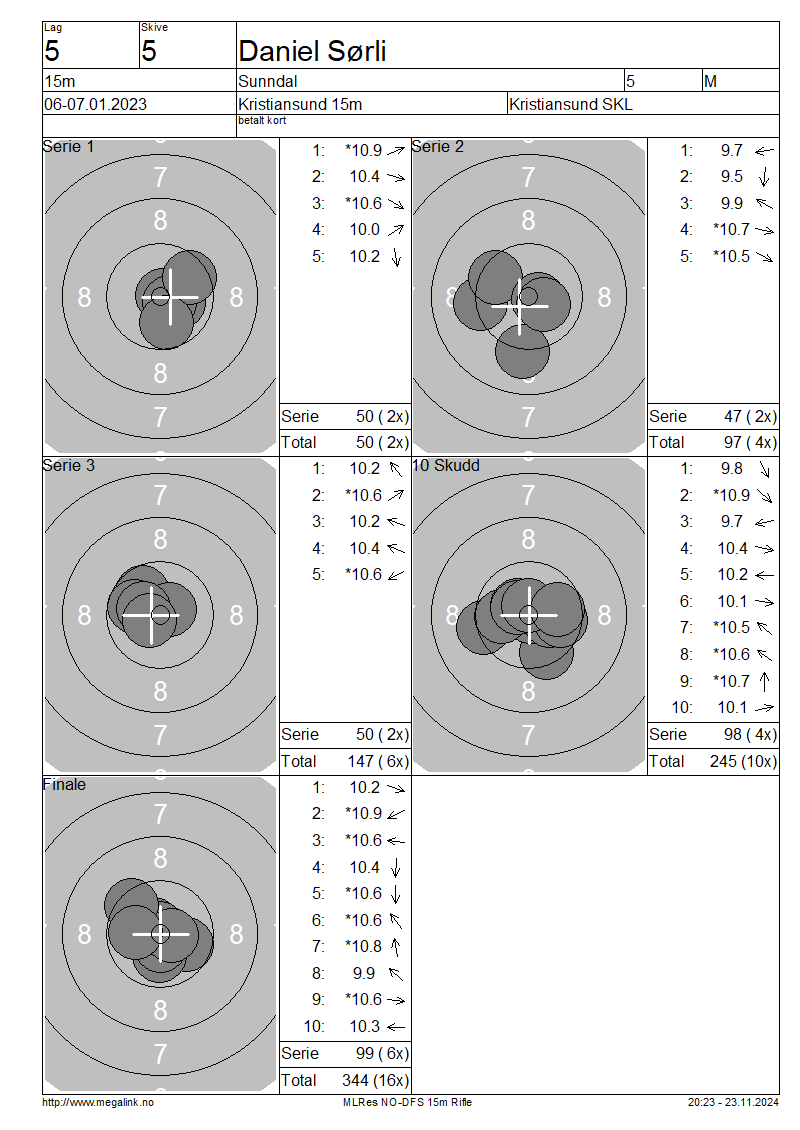 Lag
Skive
5
5
Daniel Sørli
15m
Sunndal
5
M
06-07.01.2023
Kristiansund 15m
Kristiansund SKL
betalt kort
Serie 1
7
8
8
8
8
7
1: *10.9
2: 10.4
3: *10.6
4: 10.0
5: 10.2
Serie 50 ( 2x)
Total 50 ( 2x)
Serie 2
7
8
8
8
7
1: 9.7
2: 9.5
3: 9.9
4: *10.7
5: *10.5
Serie 47 ( 2x)
Total 97 ( 4x)
Serie 3
7
8
8
8
8
7
1: 10.2
2: *10.6
3: 10.2
4: 10.4
5: *10.6
Serie 50 ( 2x)
Total 147 ( 6x)
10 Skudd
7
8
8
8
8
7
1: 9.8
2: *10.9
3: 9.7
4: 10.4
5: 10.2
6: 10.1
7: *10.5
8: *10.6
9: *10.7
10: 10.1
Serie 98 ( 4x)
Total 245 (10x)
Finale
7
8
8
8
8
7
1: 10.2
2: *10.9
3: *10.6
4: 10.4
5: *10.6
6: *10.6
7: *10.8
8: 9.9
9: *10.6
10: 10.3
Serie 99 ( 6x)
Total 344 (16x)
http://www.megalink.no
MLRes NO-DFS 15m Rifle
20:23 - 23.11.2024